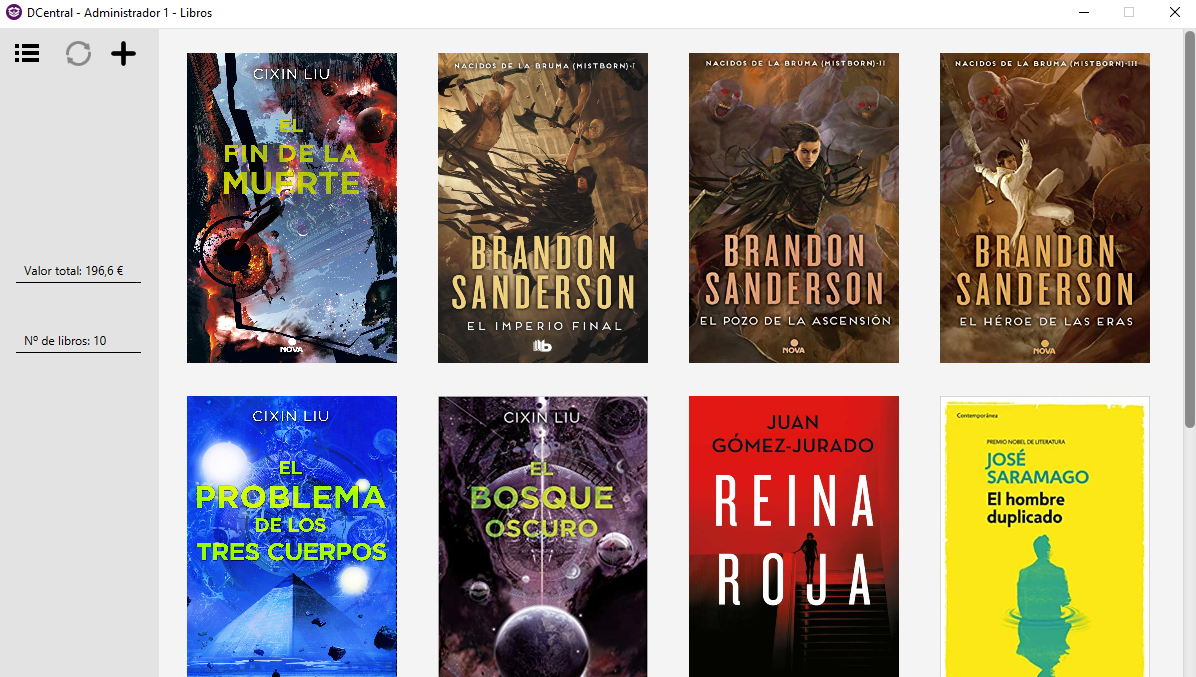 DCentral - Administrador 1 - Libros
Valor total: 196,6 €
Nº de libros: 10
CIXIN LIU
EL
FIN DE LA
MUERTE
NOVA
NACIDOS DE LA BRUMA (MISTBORN)-I
BRANDON
SANDERSON
EL IMPERIO FINAL
b
NACIDOS DE LA BRUMA (MISTBORN)-II
BRANDON
SANDERSON
EL POZO DE LA ASCENSIÓN
NOVA
NACIDOS DE LA BRUMA (MISTBORN)-III
BRANDON
SANDERSON
EL HÉROE DE LAS ERAS
NOVA
CIXIN LIU
EL
PROBLEMA
DE LOS
TRES CUERPOS
CIXIN LIU
EL
BOSQUE
OSCURO
JUAN
GÓMEZ-JURADO
REINA
ROJA
Contemporánea
PREMIO NOBEL DE LITERATURA
JOSÉ
SARAMAGO
El hombre
duplicado